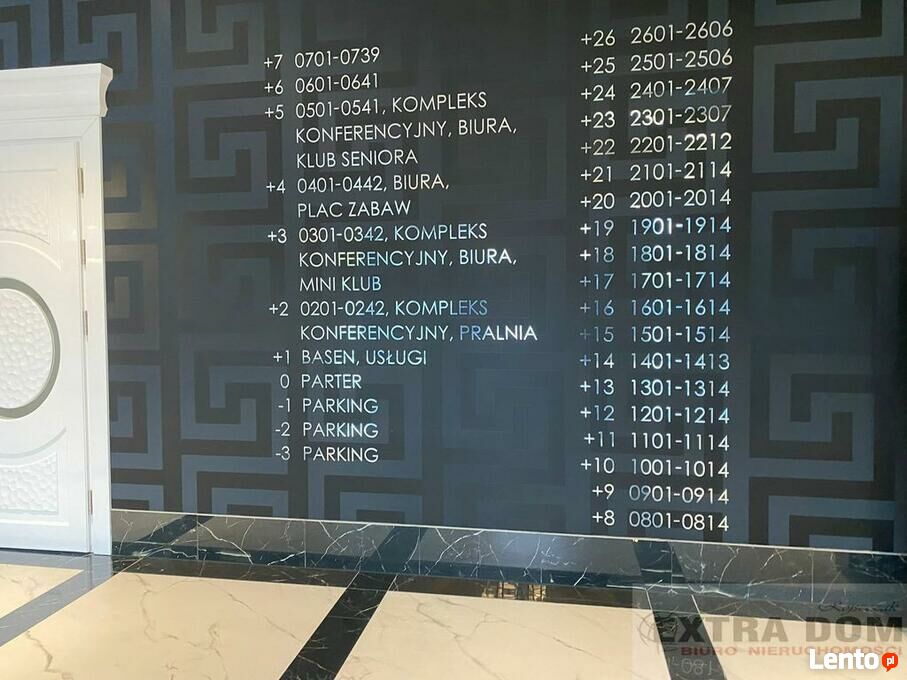 +7 0701-0739
+6 0601-0641
+5 0501-0541, KOMPLEKS
KONFERENCYJNY, BIURA,
KLUB SENIORA
+4 0401-0442, BIURA,
PLAC ZABAW
+3 0301-0342, KOMPLEKS
KONFERENCYJNY, BIURA,
MINI KLUB
+2 0201-0242, KOMPLEKS
KONFERENCYJNY, PRALNIA
+1 BASEN, USŁUGI
0 PARTER
-1 PARKING
-2 PARKING
-3 PARKING
+26 2601-2606
+25 2501-2506
+24 2401-2407
+23 2301-2307
+22 2201-2212
+21 2101-2114
+20 2001-2014
+19 1901-1914
+18 1801-1814
+17 1701-1714
+16 1601-1614
+15 1501-1514
+14 1401-1413
+13 1301-1314
+12 1201-1214
+11 1101-1114
+10 1001-1014
+9 0901-0914
+8 0801-0814
EXTRA DOM
BIURO NIERUCHOMOŚCI
Lento.pl